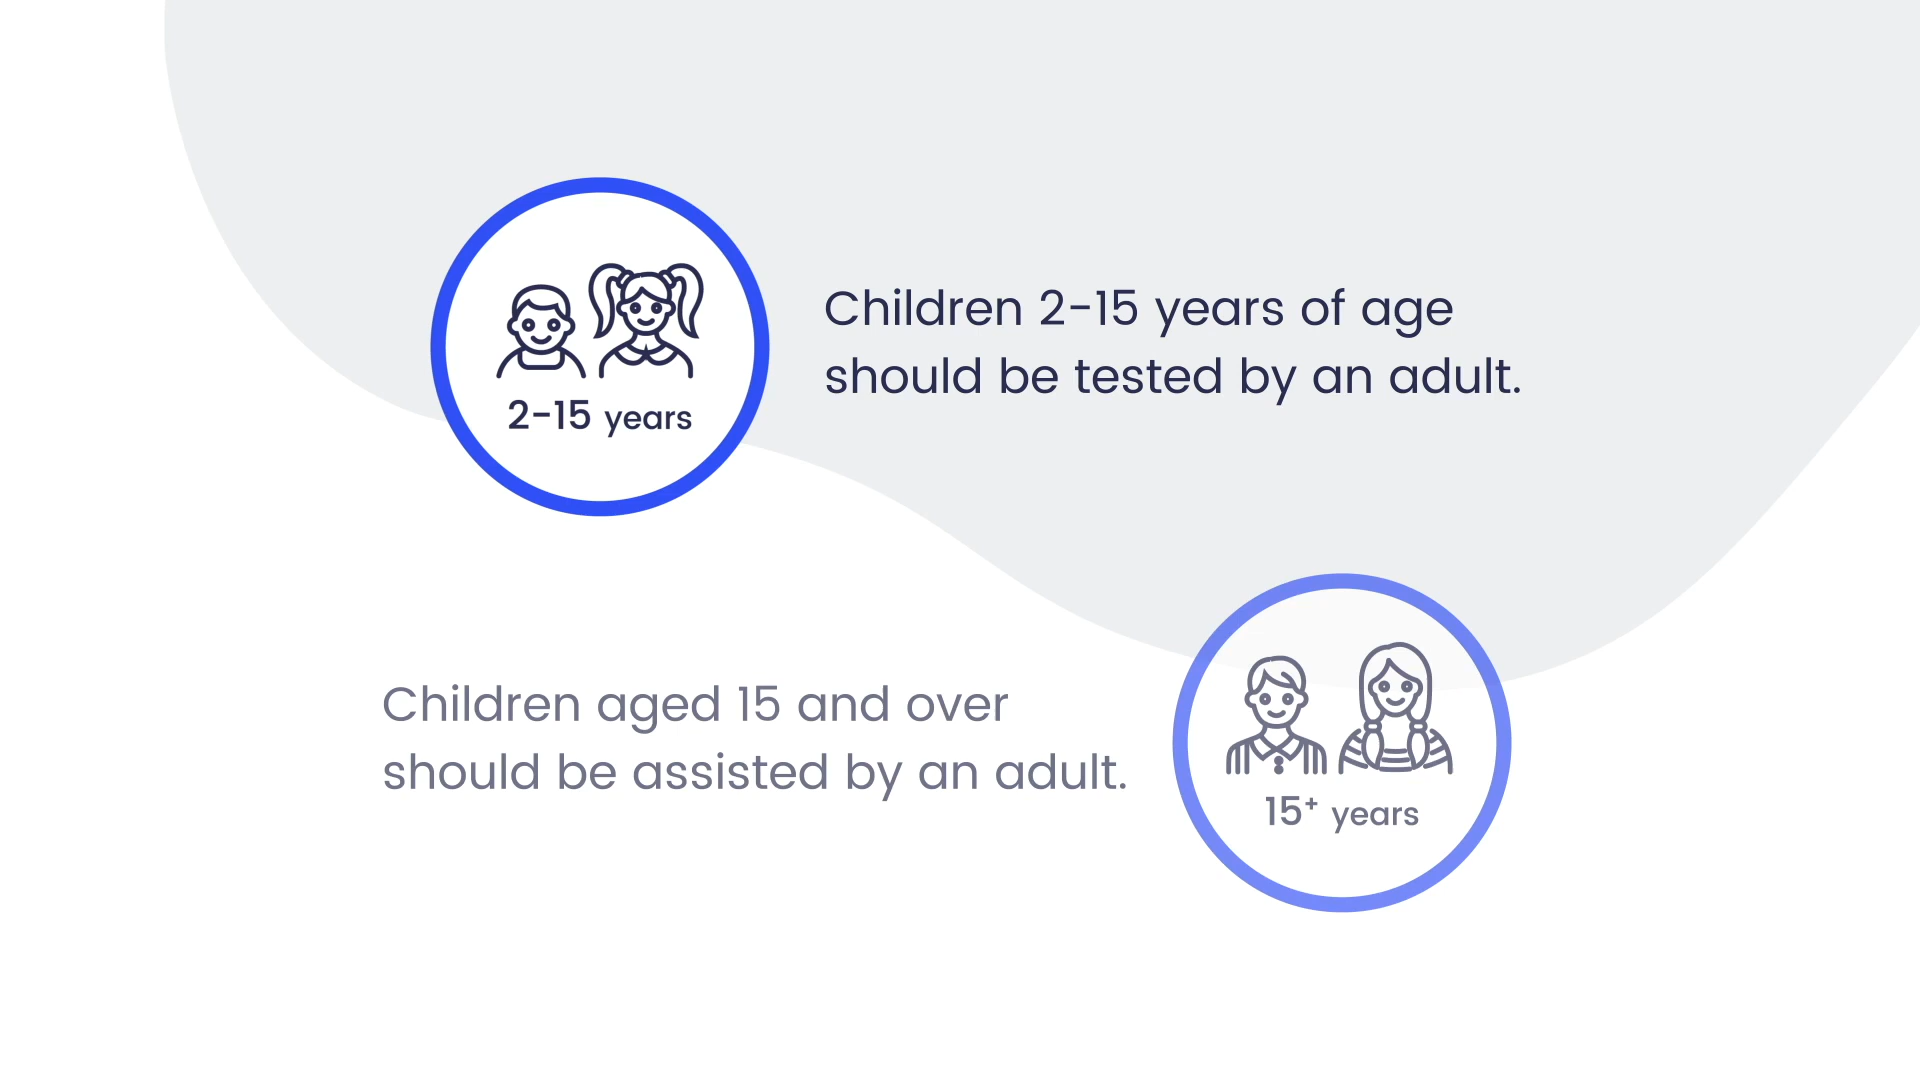 2-15 years
Children 2-15 years of age
should be tested by an adult.
Children aged 15 and over
should be assisted by an adult.
15+ years